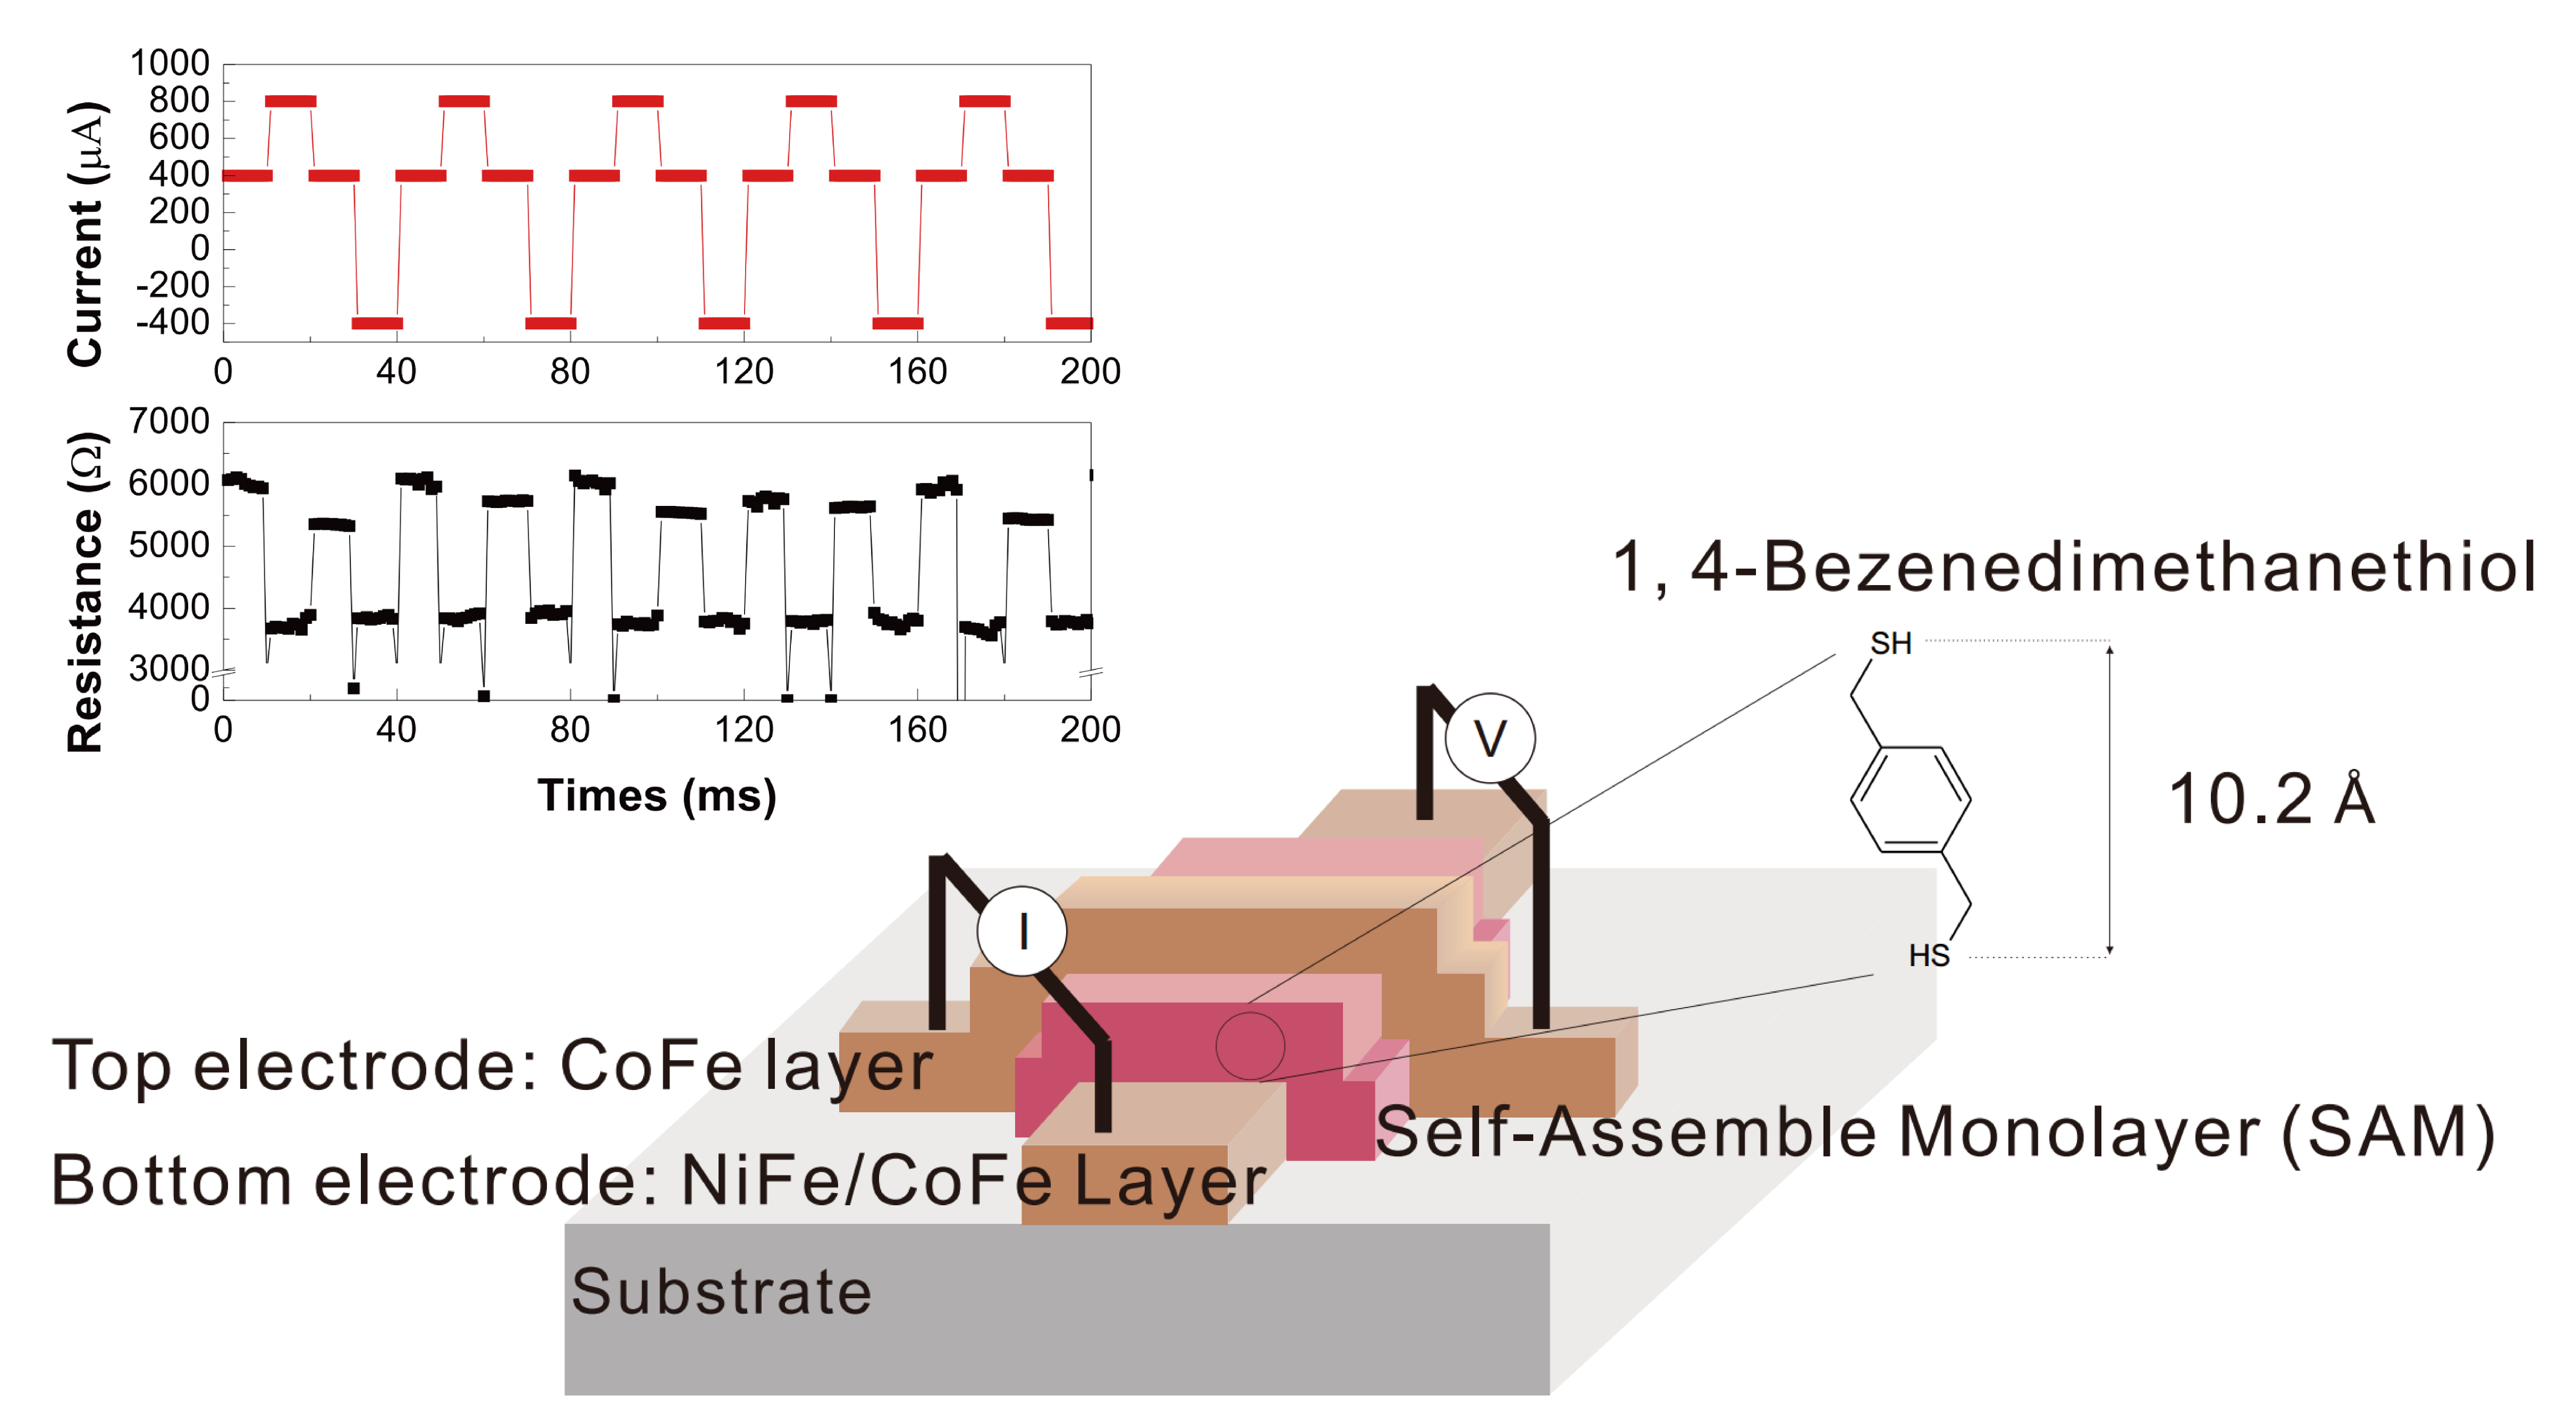 Current (μA)
1000
800
600
400
200
0
-200
-400
0 40 80 120 160 200
Resistance (Ω)
7000
6000
5000
4000
3000
0
0 40 80 120 160 200
Times (ms)
1, 4-Bezenedimethanethiol
SH
10.2 Å
HS
V
I
Top electrode: CoFe layer
Self-Assemble Monolayer (SAM)
Bottom electrode: NiFe/CoFe Layer
Substrate